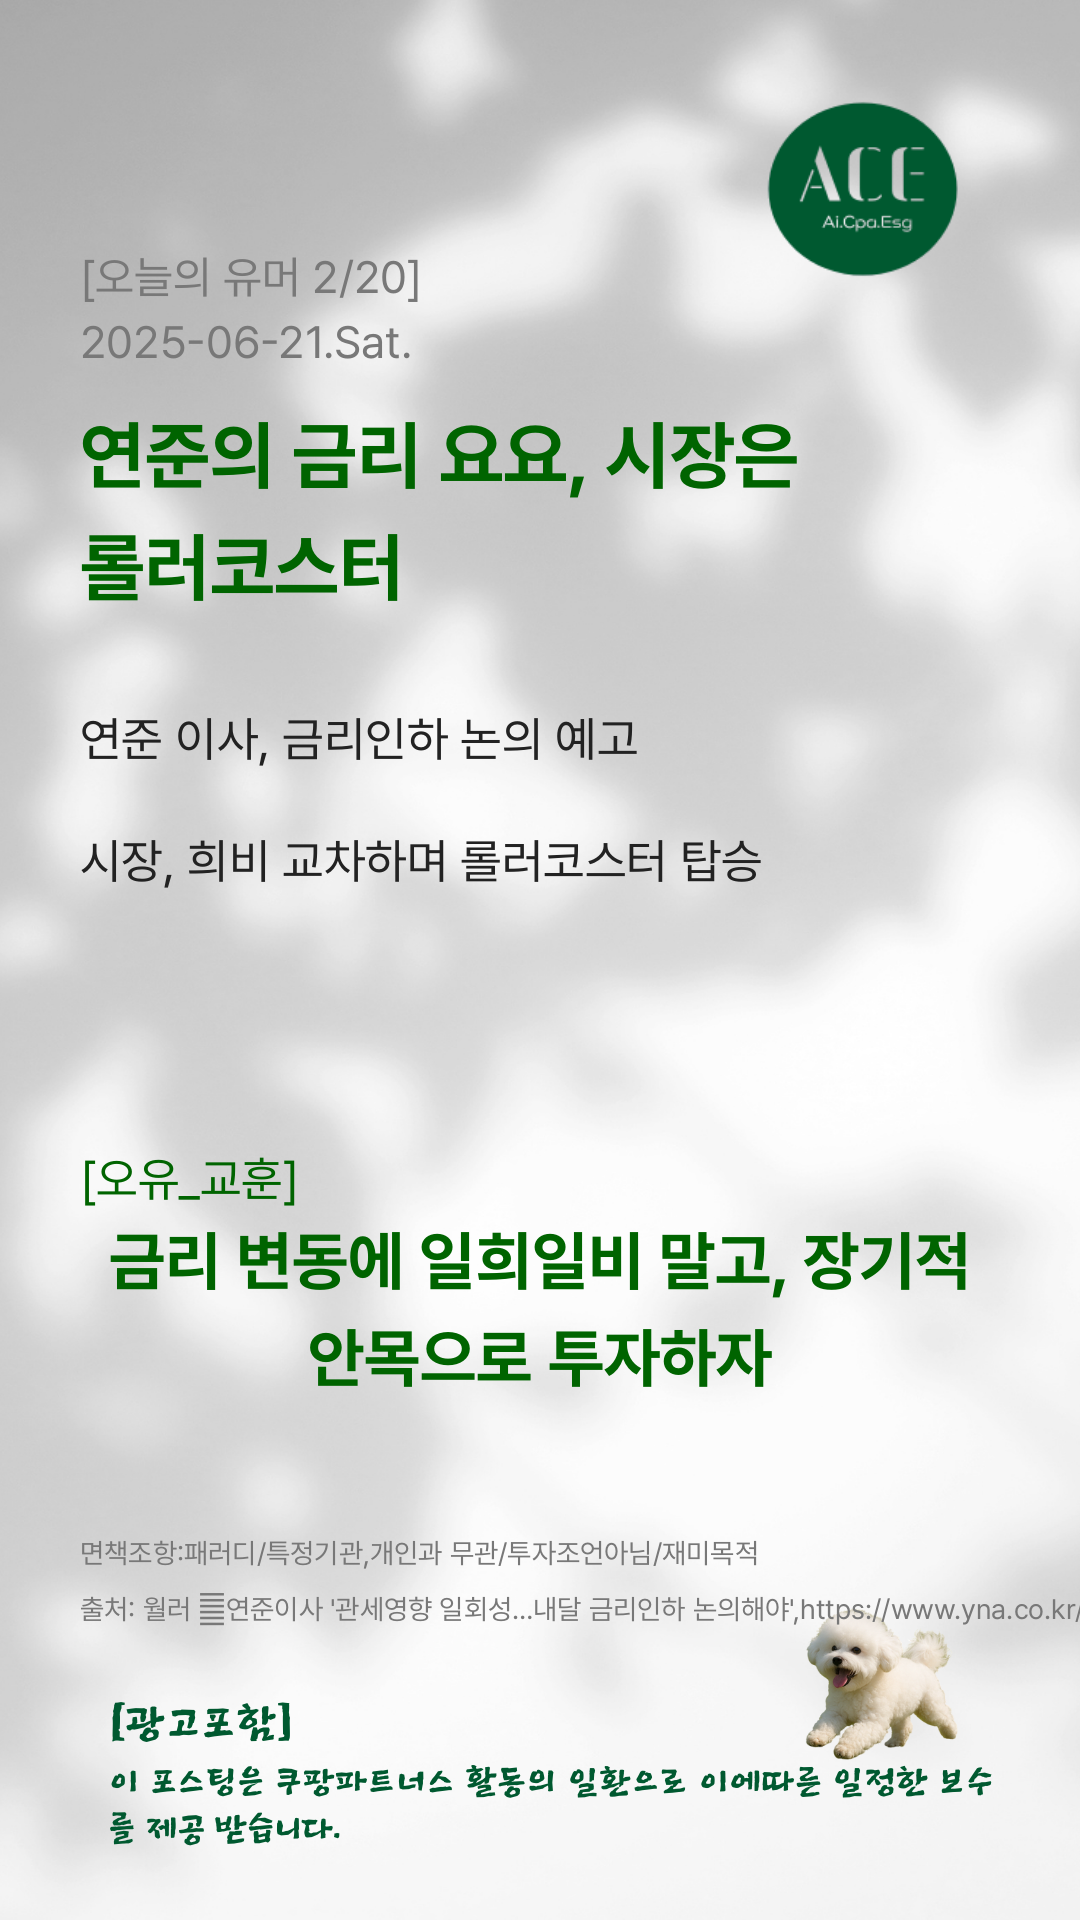 ACE
Ai.Cpa.Esg
[오늘의 유머 2/20]
2025-06-21.Sat.
연준의 금리 요요, 시장은
롤러코스터
연준 이사, 금리인하 논의 예고
시장, 희비 교차하며 롤러코스터 탑승
[오유_교훈]
금리 변동에 일희일비 말고, 장기적
안목으로 투자하자
면책조항:패러디/특정기관,개인과 무관/투자조언아님/재미목적
출처: 월러 연준이사 '관세영향 일회성…내달 금리인하 논의해야',https://www.yna.co.kr/
[광고포함]
이 포스팅은 쿠팡파트너스 활동의 일환으로 이에따른 일정한 보수
를 제공 받습니다.